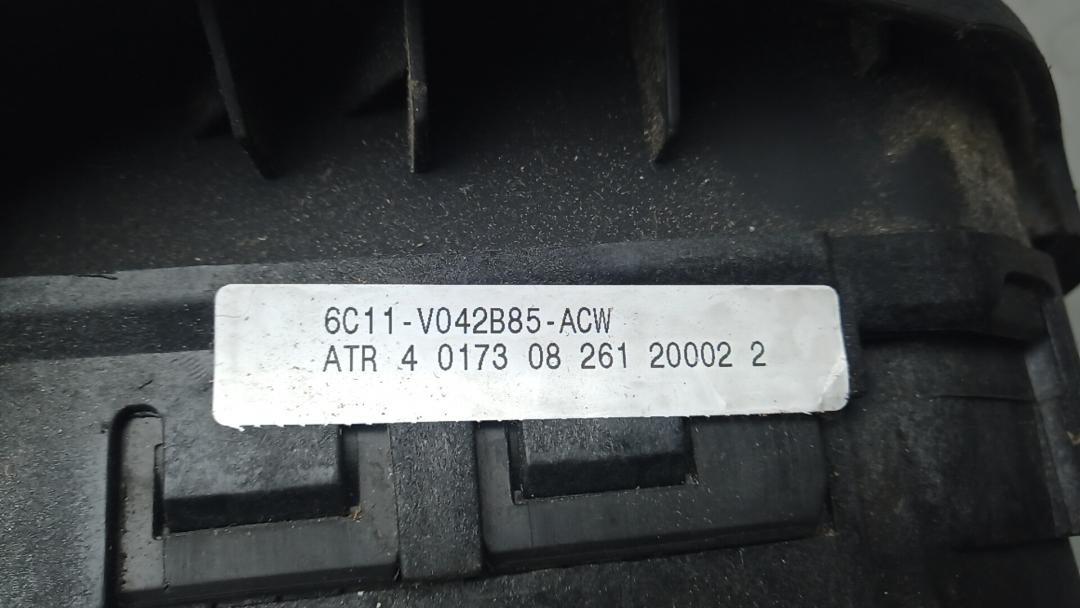 6C11-V042B85-ACW
ATR 4 0173 08 261 20002 2